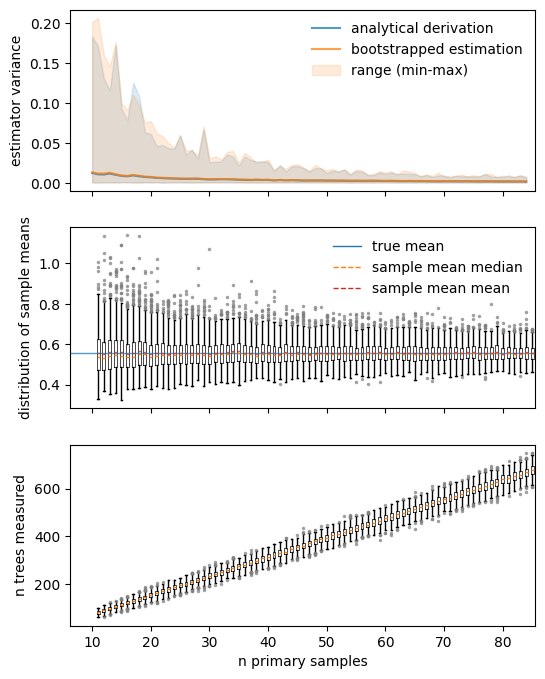 estimator variance
0.20
0.15
0.10
0.05
0.00
analytical derivation
bootstrapped estimation
range (min-max)
distribution of sample means
1.0
0.8
0.6
0.4
true mean
sample mean median
sample mean mean
n trees measured
600
400
200
10 20 30 40 50 60 70 80
n primary samples